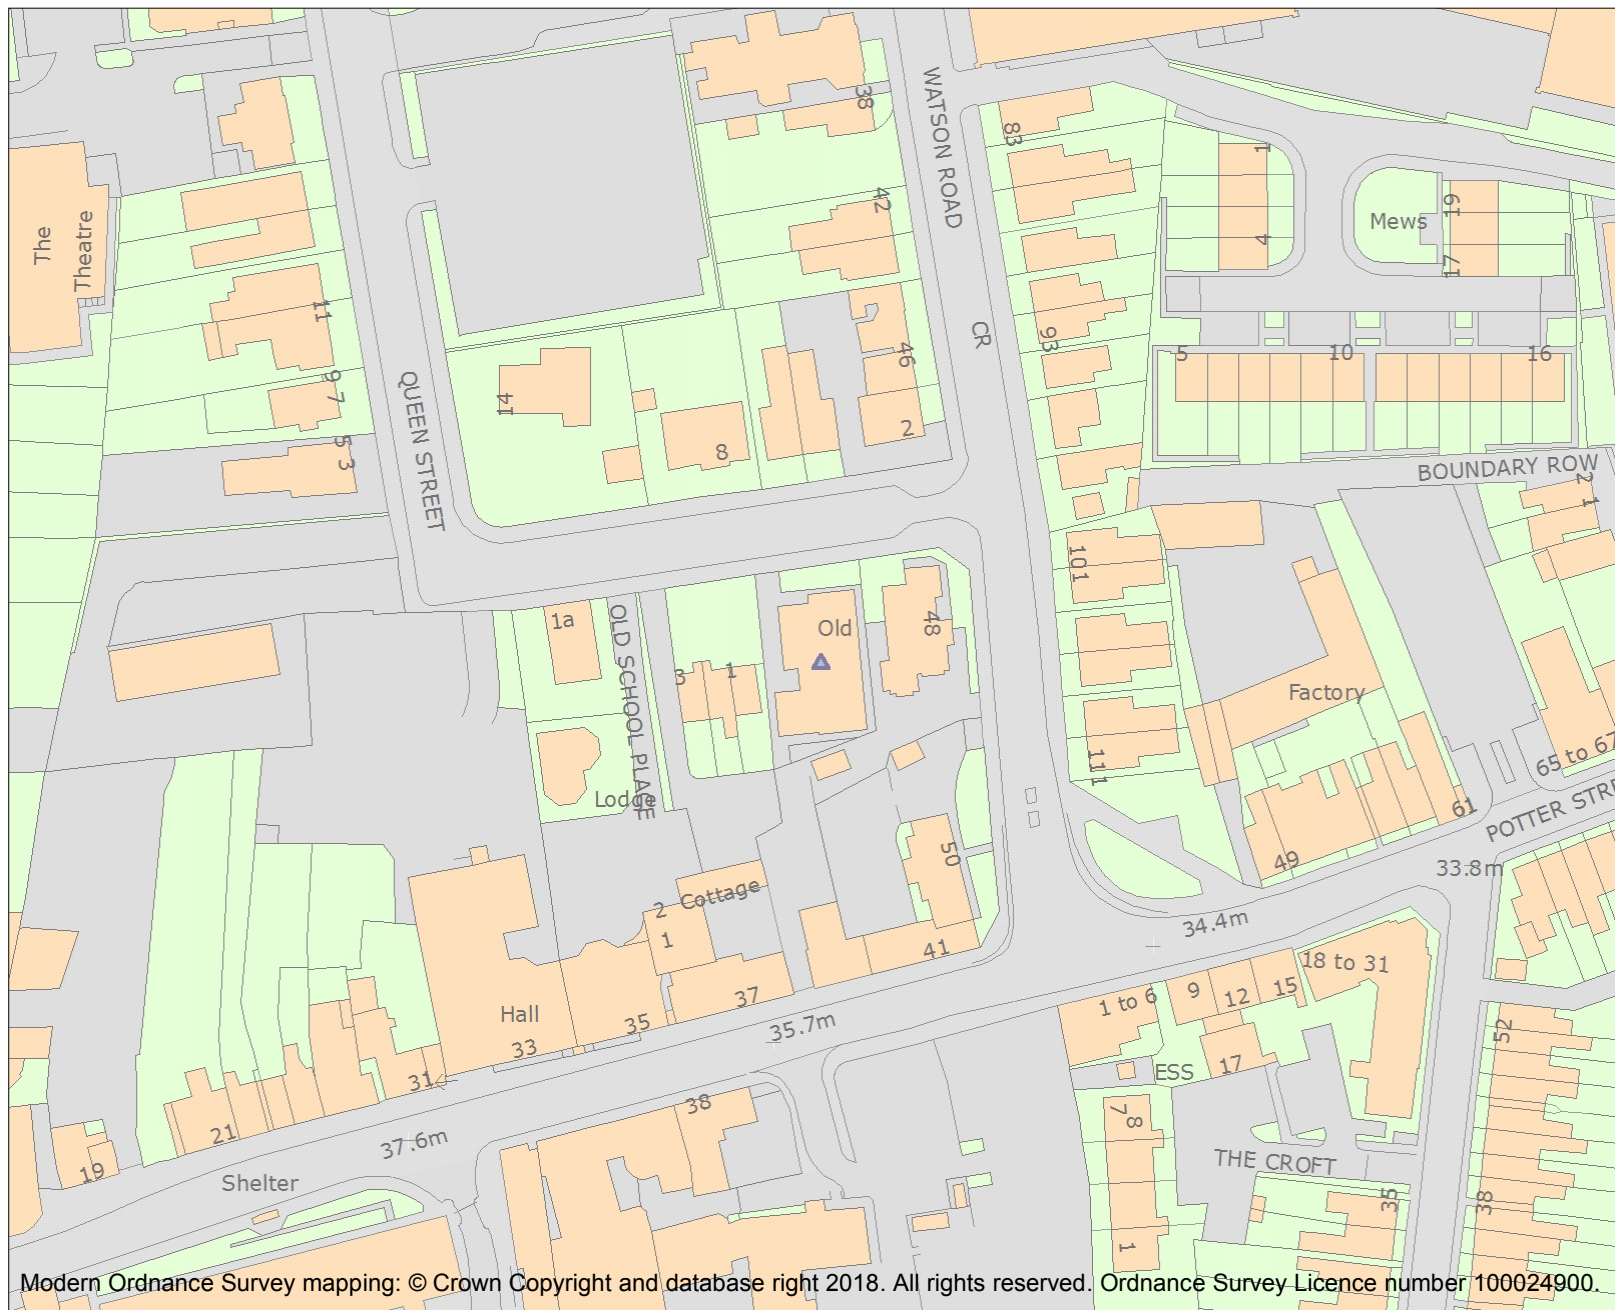 WATSON ROAD
38
83
1
The
Theatre
42
19
Mews
4
17
11
CR
93
46
5
10
16
9
7
QUEEN STREET
14
2
8
5
3
BOUNDARY ROW
2
1
101
1a
OLD SCHOOL PLACE
Old
48
3
1
Factory
111
65 to 67
Lodge
61
POTTER STRE
50
49
33.8m
2 Cottage
1
34.4m
41
18 to 31
Hall
37
1 to 6
9
12
15
35
35.7m
52
33
31
ESS
17
38
7
8
21
37.6m
19
Shelter
THE CROFT
35
38
1
Modern Ordnance Survey mapping: © Crown Copyright and database right 2018. All rights reserved. Ordnance Survey Licence number 100024900.